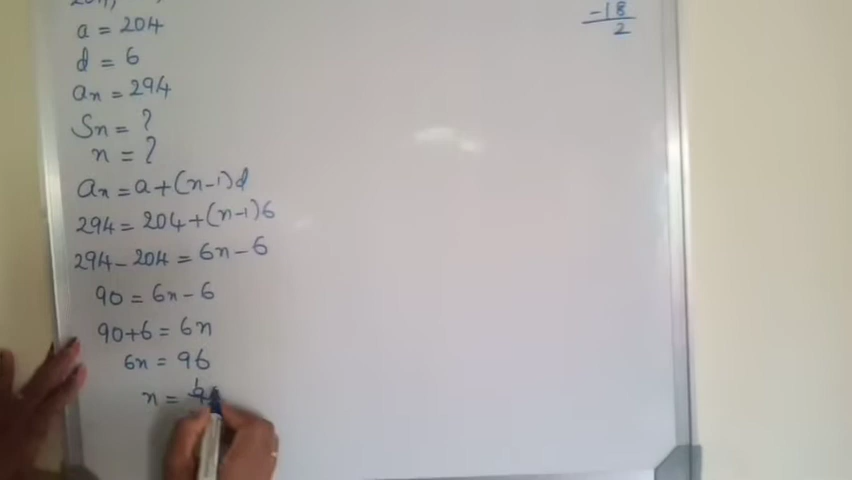 204,
a = 204
d = 6
an = 294
Sn = ?
n = ?
an = a + (n-1)d
294 = 204 + (n-1)6
294 - 204 = 6n - 6
90 = 6n - 6
90+6 = 6n
6n = 96
n =
-18
2